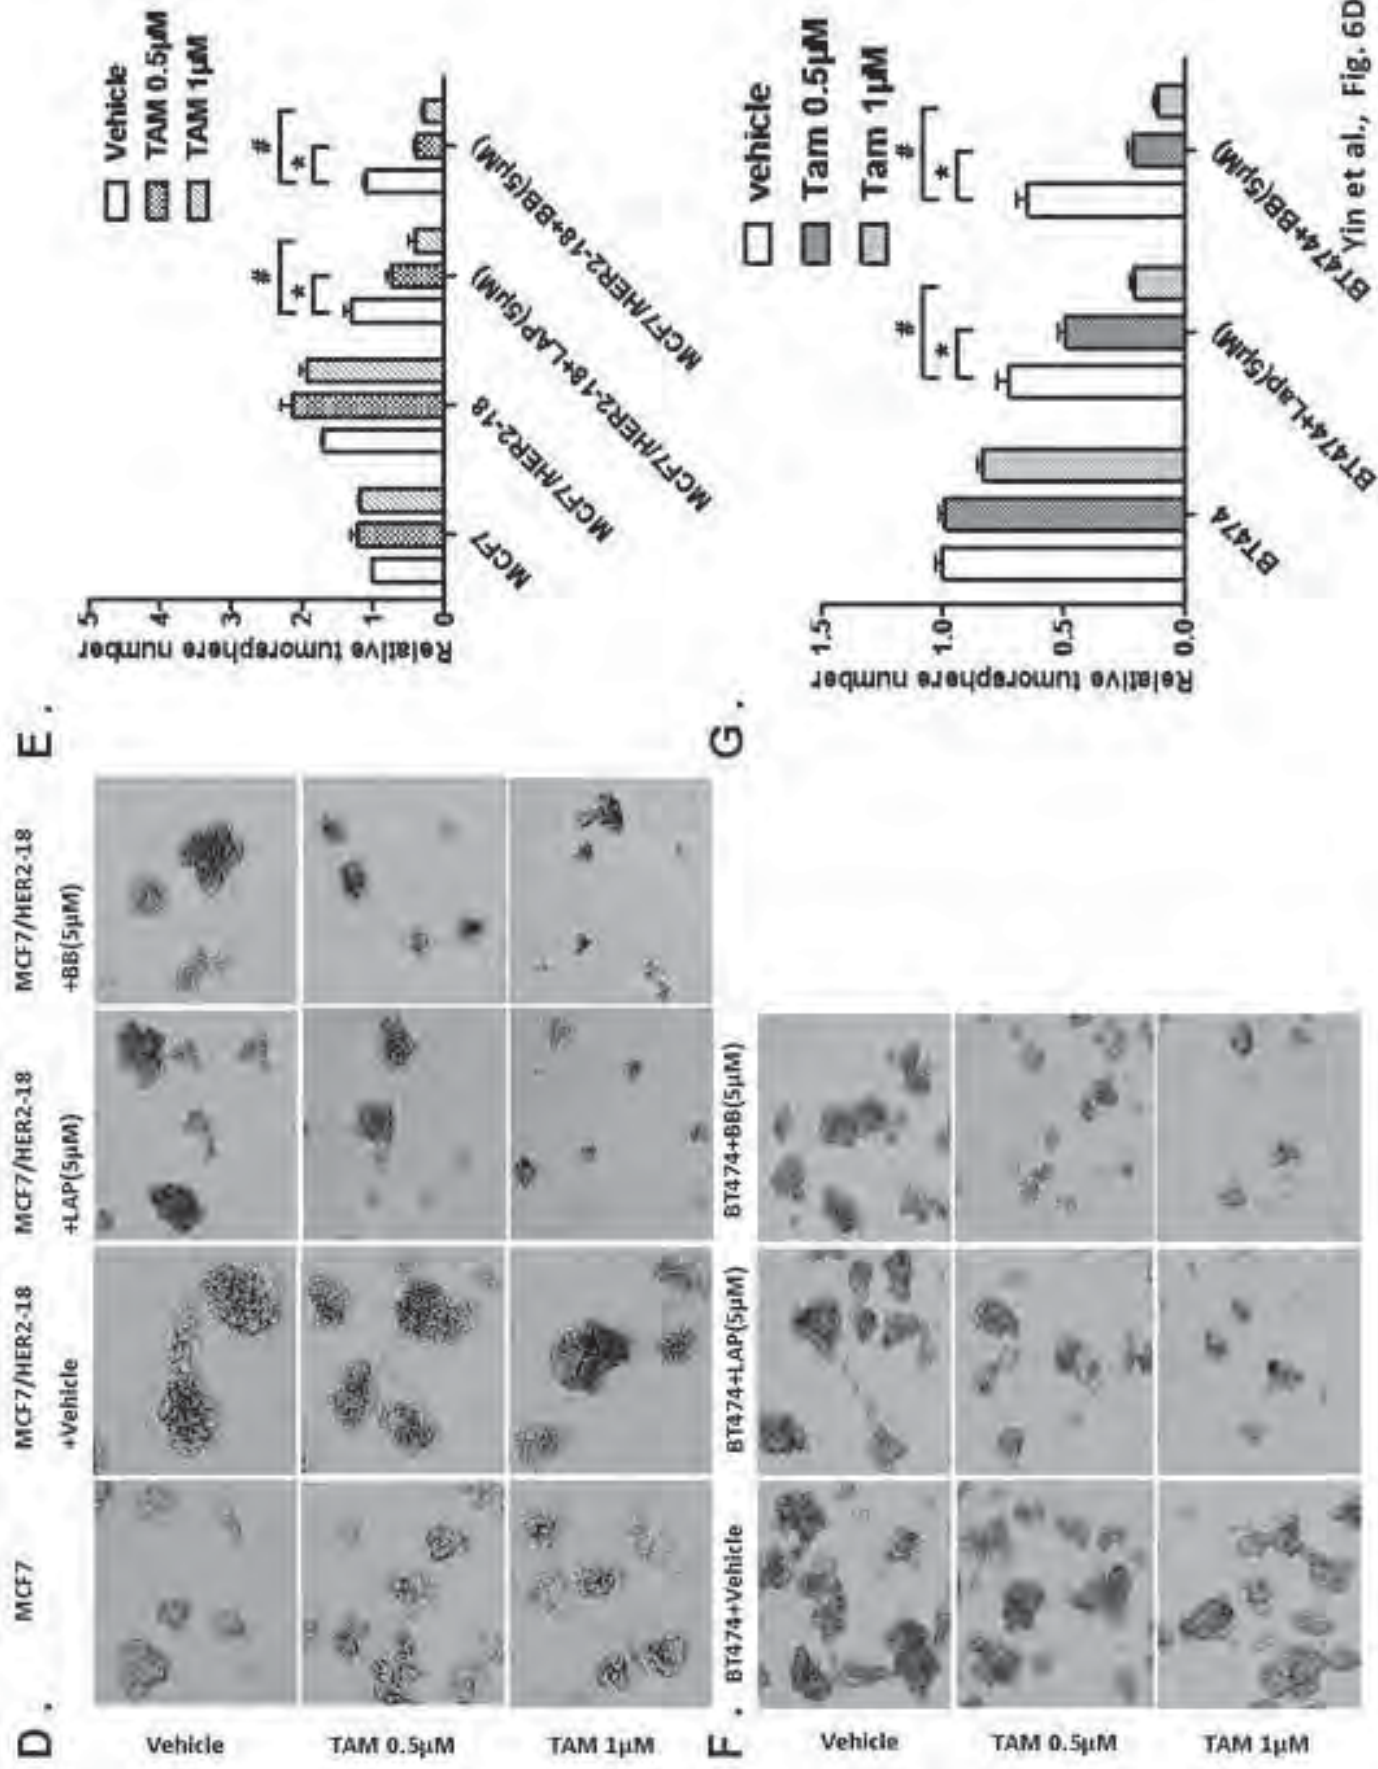 D.
MCF7
MCF7/HER2-18
+Vehicle
MCF7/HER2-18
+LAP(5µM)
MCF7/HER2-18
+BB(5µM)
Vehicle
TAM 0.5µM
TAM 1µM
E.
Relative tumorsphere number
5
4
3
2
1
0
Vehicle
TAM 0.5µM
TAM 1µM
#
*
#
*
MCF7
MCF7/HER2-18
MCF7/HER2-18+LAP(5µM)
MCF7/HER2-18+BB(5µM)
F.
BT474+Vehicle
BT474+LAP(5µM)
BT474+BB(5µM)
Vehicle
TAM 0.5µM
TAM 1µM
G.
Relative tumorsphere number
1.5
1.0
0.5
0.0
vehicle
Tam 0.5µM
Tam 1µM
#
*
#
*
BT474
BT474+Lap(5µM)
BT474+BB(5µM)
Yin et al., Fig. 6D